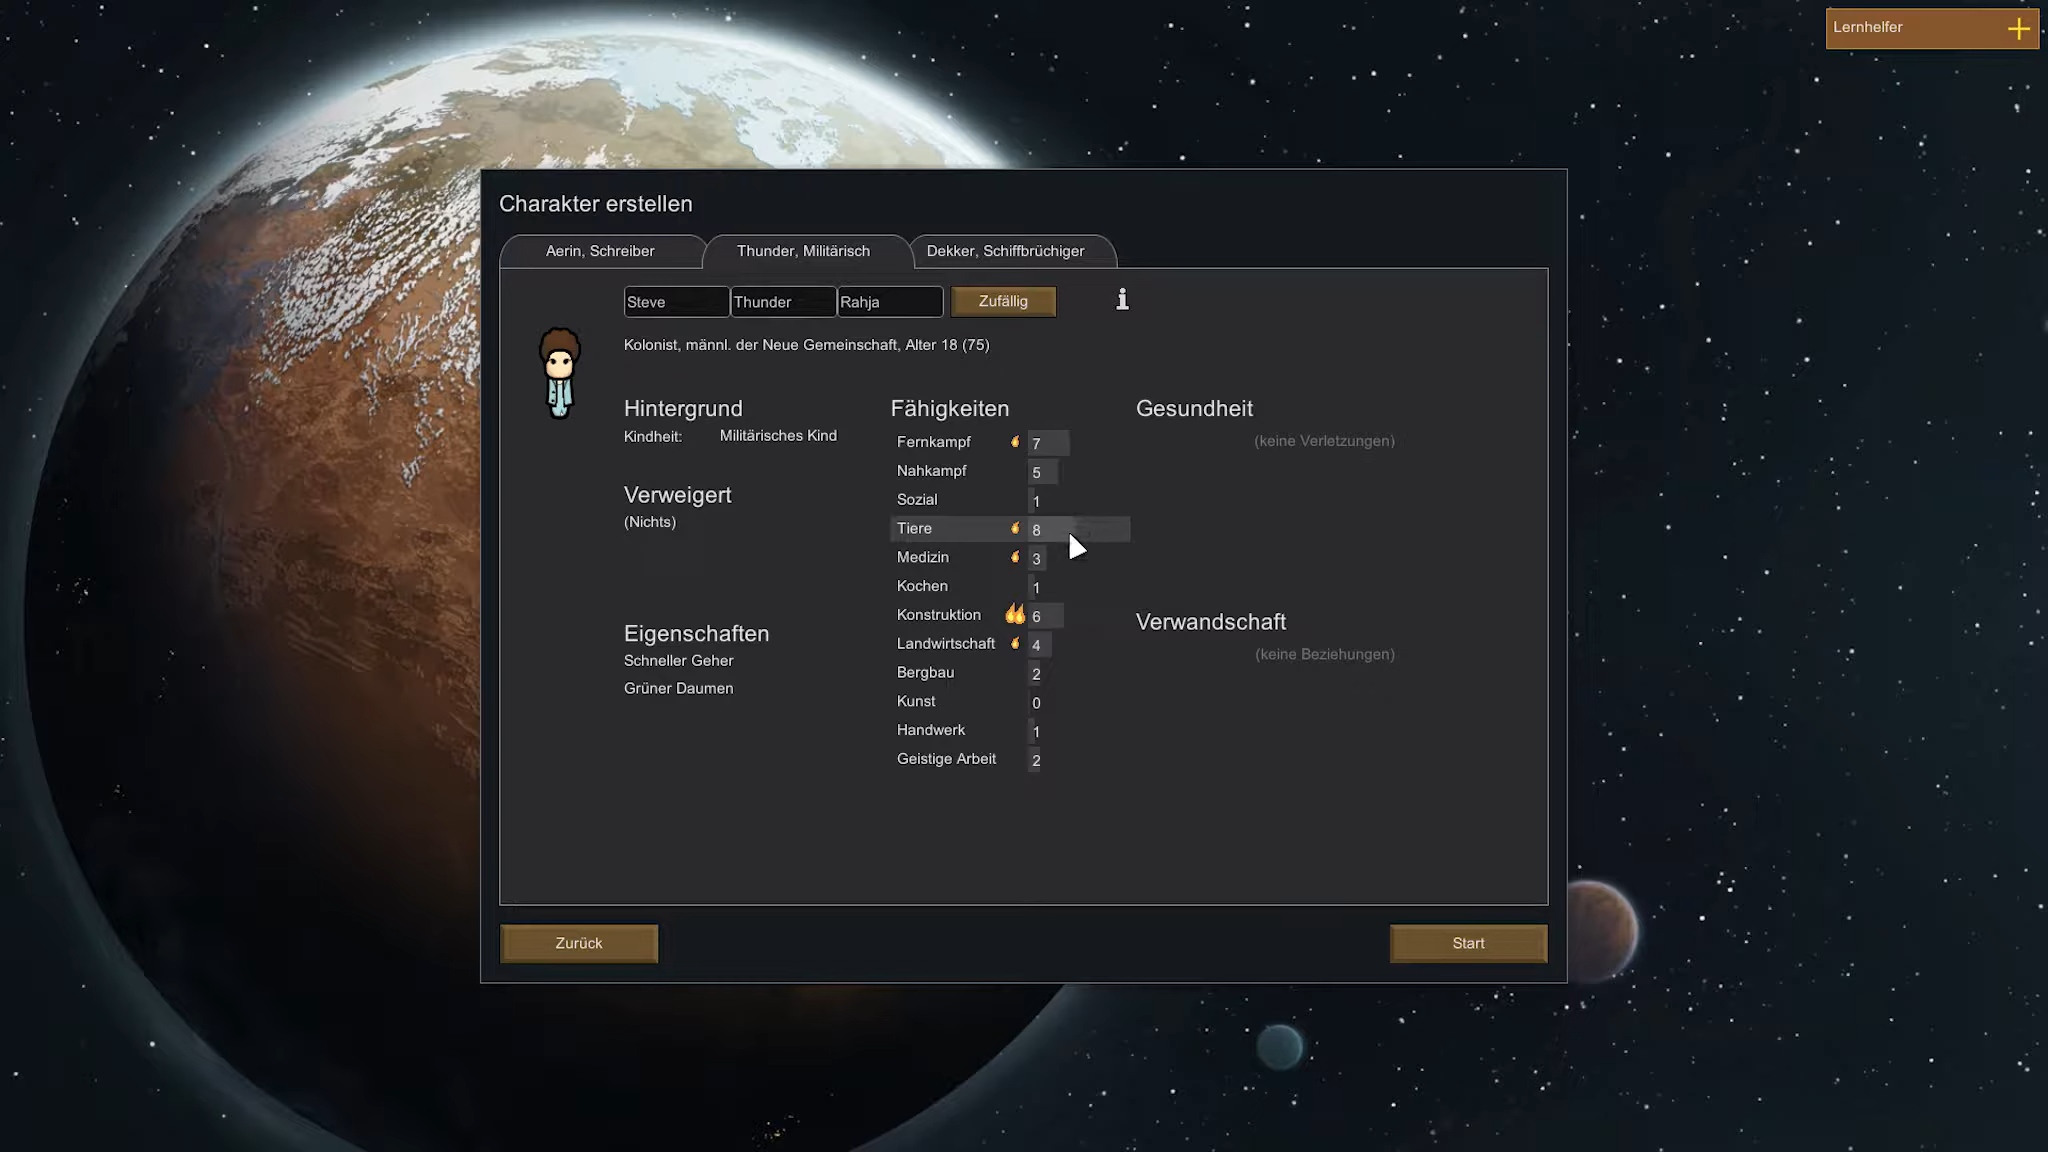 Lernhelfer
Charakter erstellen
Aerin, Schreiber
Thunder, Militärisch
Dekker, Schiffbrüchiger
Steve
Thunder
Rahja
Zufällig
Kolonist, männl. der Neue Gemeinschaft, Alter 18 (75)
Hintergrund
Kindheit: Militärisches Kind
Verweigert
(Nichts)
Eigenschaften
Schneller Geher
Grüner Daumen
Fähigkeiten
Fernkampf 7
Nahkampf 5
Sozial 1
Tiere 8
Medizin 3
Kochen 1
Konstruktion 6
Landwirtschaft 4
Bergbau 2
Kunst 0
Handwerk 1
Geistige Arbeit 2
Gesundheit
(keine Verletzungen)
Verwandschaft
(keine Beziehungen)
Zurück
Start